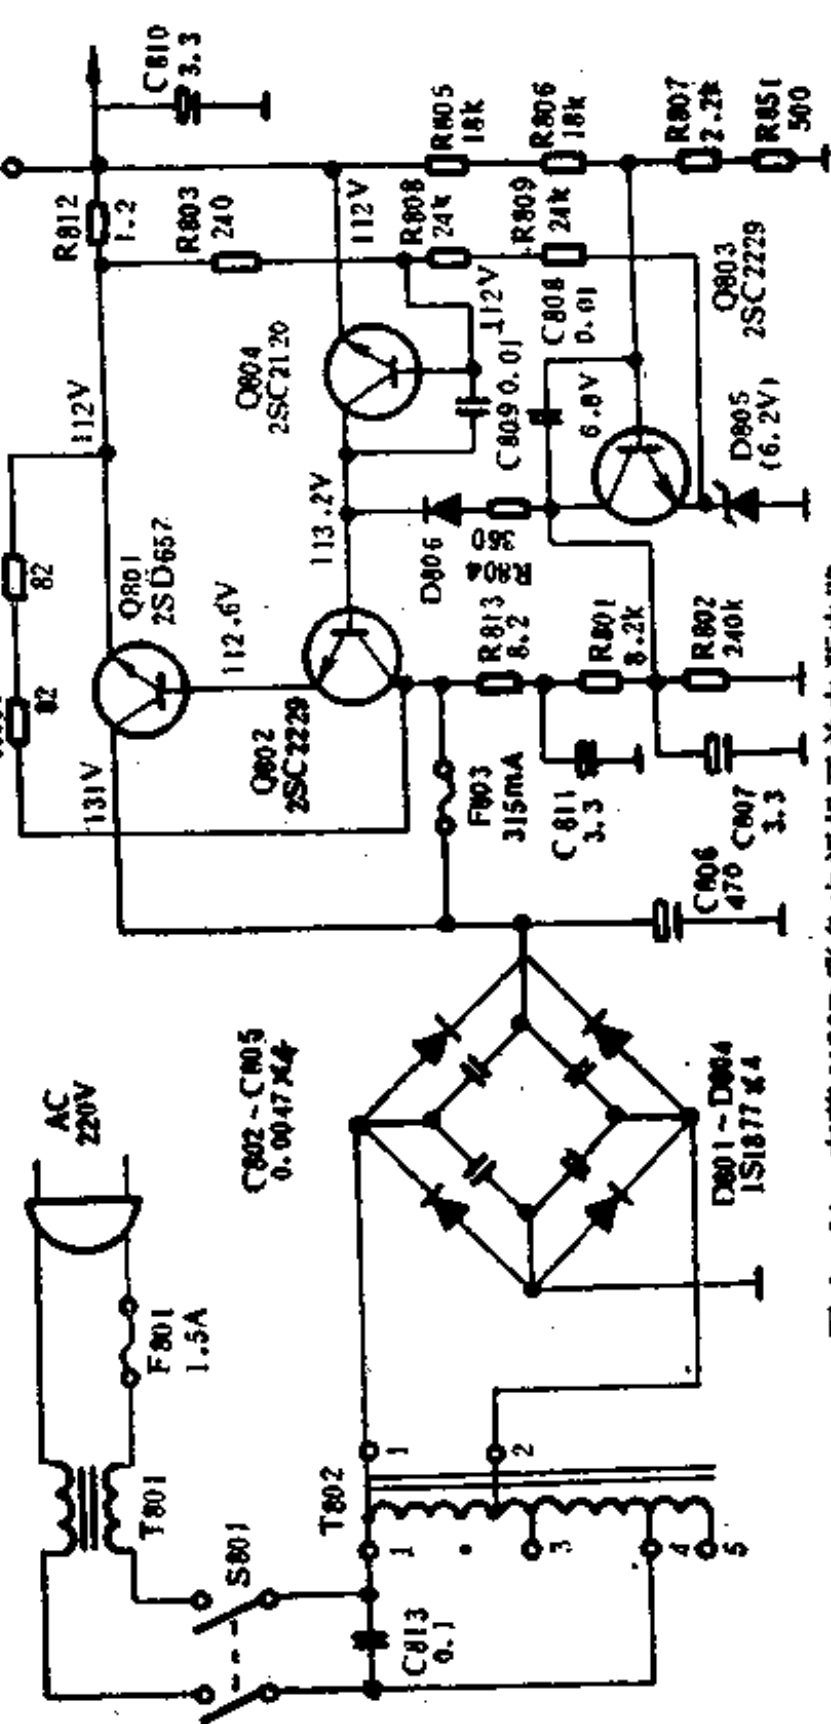 AC
220V
F801
1.5A
T801
S801
C813
0.1
T802
1
2
1
3
4
5
C802~C805
0.0047×4
D801~D804
1S1877×4
C806
470
131V
82
82
Q801
2SD657
112V
112.6V
Q802
2SC2229
F803
315mA
C811
3.3
C807
3.3
R813
8.2
R801
8.2k
R802
240k
113.2V
D806
R804
Q804
2SC2120
C809 0.01
112V
C808
0.01
6.8V
Q803
2SC2229
D805
(6.2V)
R812
1.2
R803
240
112V
R808
24k
R809
24k
C810
3.3
R805
18k
R806
18k
R807
2.2k
R851
500